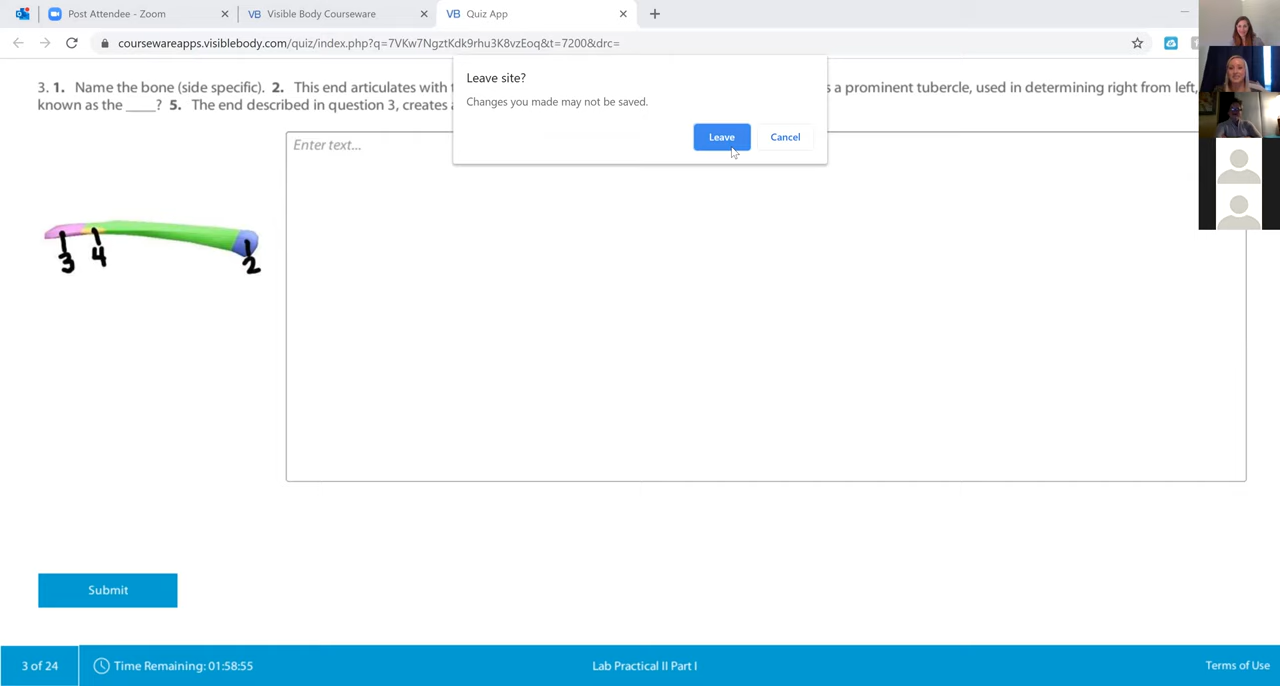 Post Attendee - Zoom
VB Visible Body Courseware
VB Quiz App
coursewareapps.visiblebody.com/quiz/index.php?q=7VKw7NgztKdk9rhu3K8vzEoq&t=7200&drc=
Leave site?
Changes you made may not be saved.
Leave Cancel
3. 1. Name the bone (side specific). 2. This end articulates with t s a prominent tubercle, used in determining right from left,
known as the ____? 5. The end described in question 3, creates a
Enter text...
3 4 2
Submit
3 of 24 Time Remaining: 01:58:55 Lab Practical II Part I Terms of Use